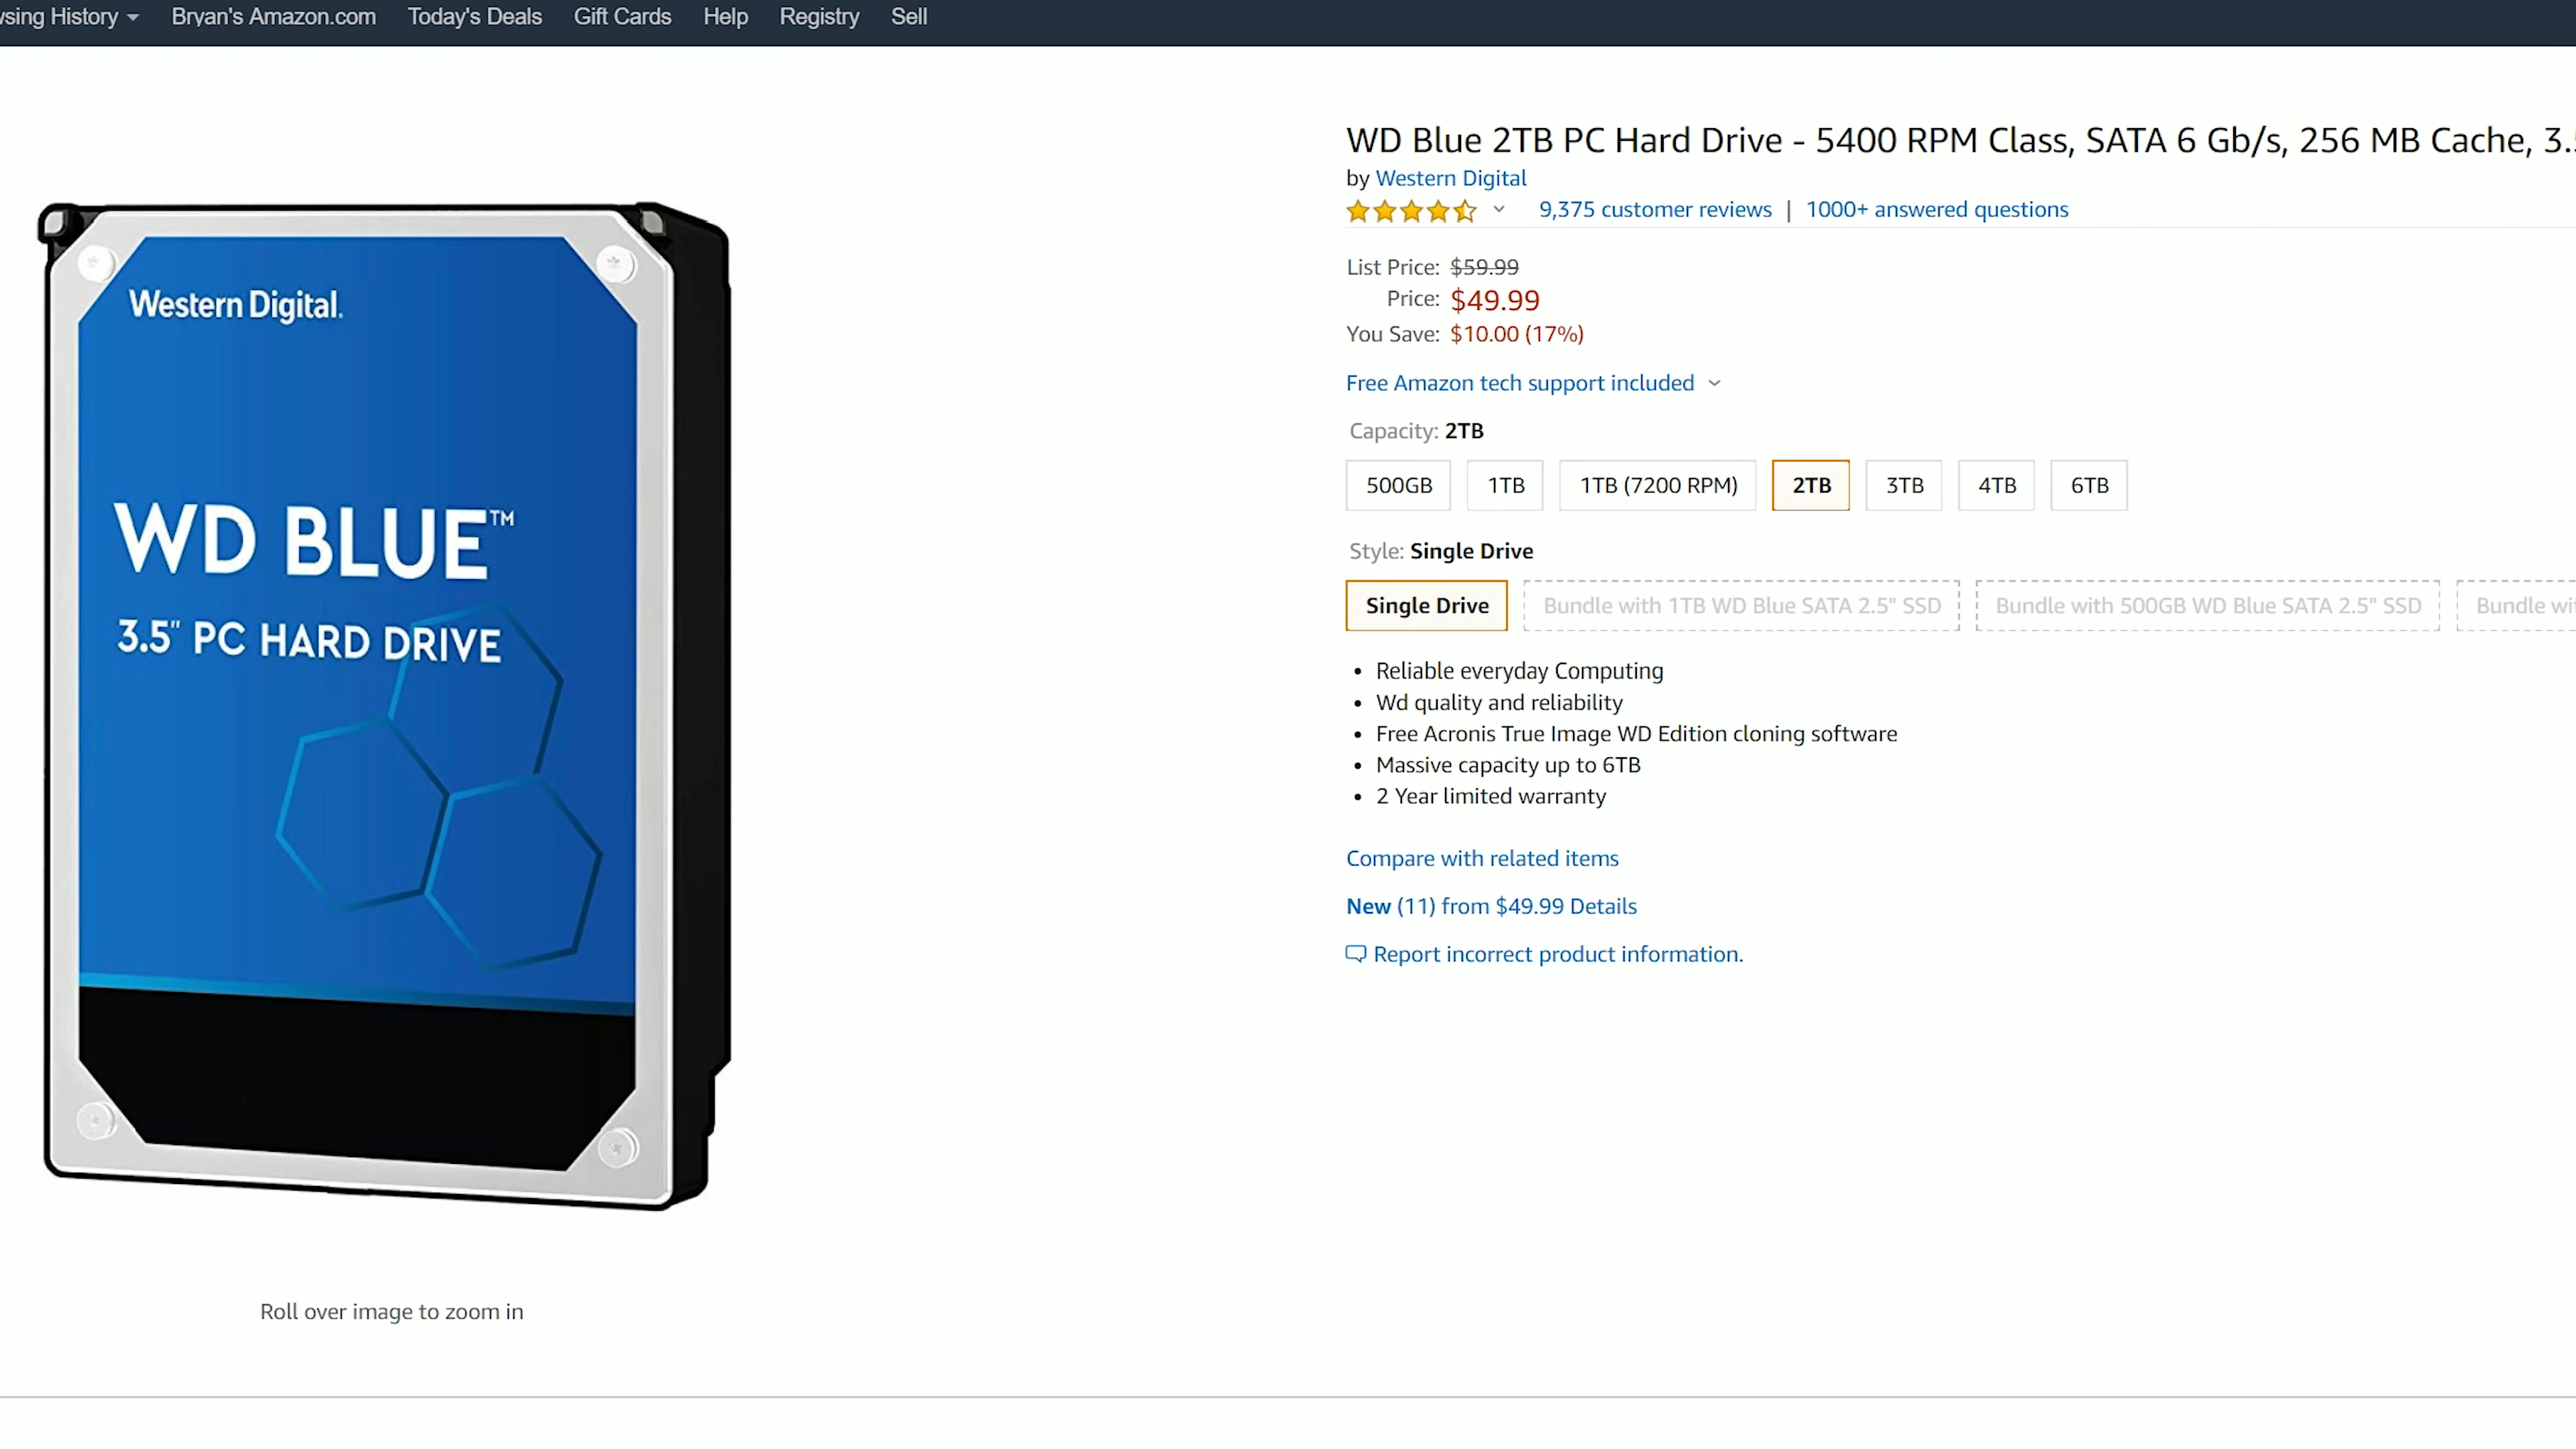 sing History
Bryan's Amazon.com
Today's Deals
Gift Cards
Help
Registry
Sell
Western Digital.
WD BLUE™
3.5" PC HARD DRIVE
Roll over image to zoom in
WD Blue 2TB PC Hard Drive - 5400 RPM Class, SATA 6 Gb/s, 256 MB Cache, 3.
by Western Digital
9,375 customer reviews | 1000+ answered questions
List Price: $59.99
Price: $49.99
You Save: $10.00 (17%)
Free Amazon tech support included
Capacity: 2TB
500GB
1TB
1TB (7200 RPM)
2TB
3TB
4TB
6TB
Style: Single Drive
Single Drive
Bundle with 1TB WD Blue SATA 2.5" SSD
Bundle with 500GB WD Blue SATA 2.5" SSD
Bundle wi
• Reliable everyday Computing
• Wd quality and reliability
• Free Acronis True Image WD Edition cloning software
• Massive capacity up to 6TB
• 2 Year limited warranty
Compare with related items
New (11) from $49.99 Details
Report incorrect product information.